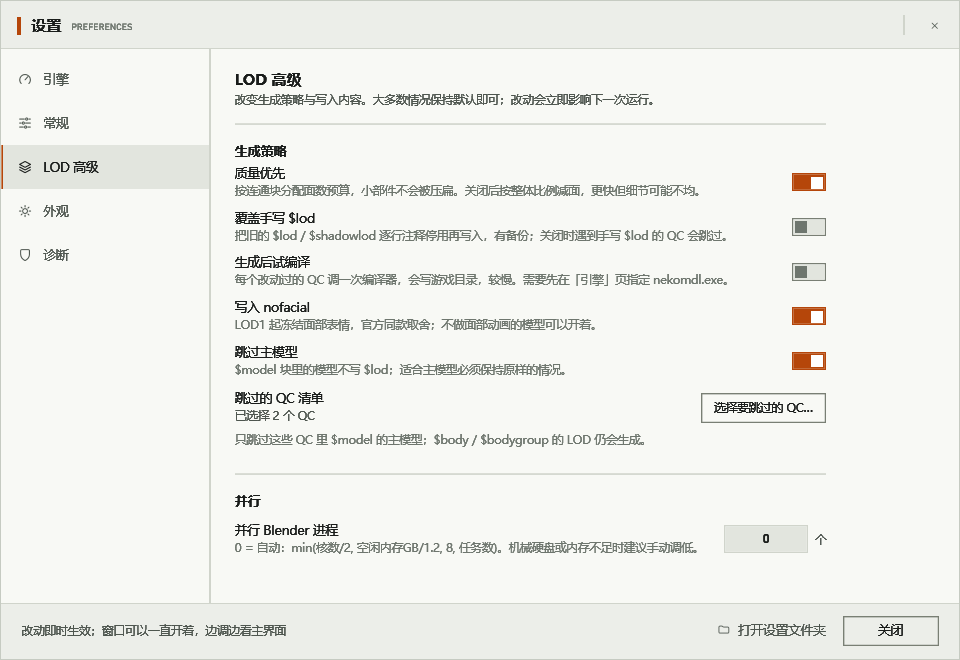 设置 PREFERENCES
引擎
常规
LOD 高级
外观
诊断
LOD 高级
改变生成策略与写入内容。大多数情况保持默认即可；改动会立即影响下一次运行。
生成策略
质量优先
按连通块分配面数预算，小部件不会被压扁。关闭后按整体比例减面，更快但细节可能不均。
覆盖手写 $lod
把旧的 $lod / $shadowlod 逐行注释停用再写入，有备份；关闭时遇到手写 $lod 的 QC 会跳过。
生成后试编译
每个改动过的 QC 调一次编译器，会写游戏目录，较慢。需要先在「引擎」页指定 nekomdl.exe。
写入 nofacial
LOD1 起冻结面部表情，官方同款取舍；不做面部动画的模型可以开着。
跳过主模型
$model 块里的模型不写 $lod；适合主模型必须保持原样的情况。
跳过的 QC 清单
已选择 2 个 QC
选择要跳过的 QC...
只跳过这些 QC 里 $model 的主模型；$body / $bodygroup 的 LOD 仍会生成。
并行
并行 Blender 进程
0 = 自动：min(核数/2, 空闲内存GB/1.2, 8, 任务数)。机械硬盘或内存不足时建议手动调低。
0 个
改动即时生效；窗口可以一直开着，边调边看主界面
打开设置文件夹
关闭